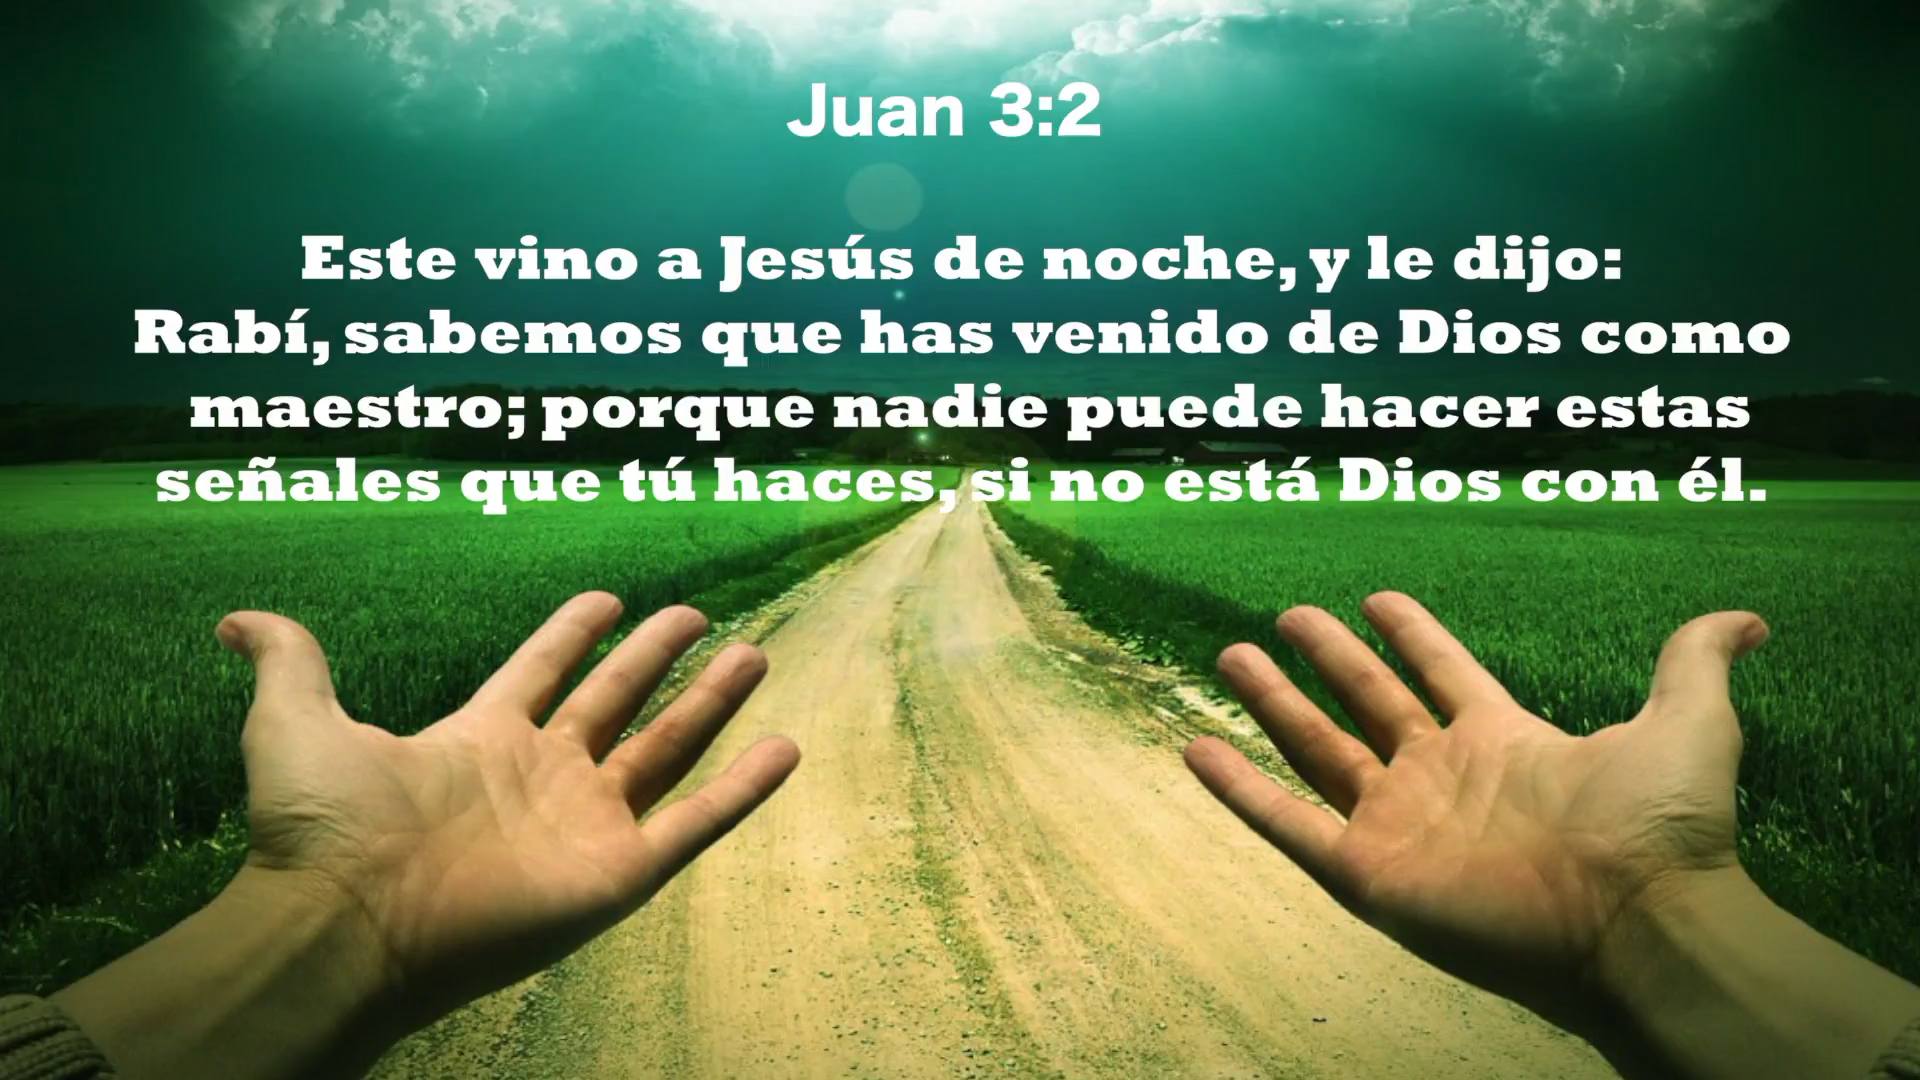 Juan 3:2
Este vino a Jesús de noche, y le dijo:
Rabí, sabemos que has venido de Dios como
maestro; porque nadie puede hacer estas
señales que tú haces, si no está Dios con él.